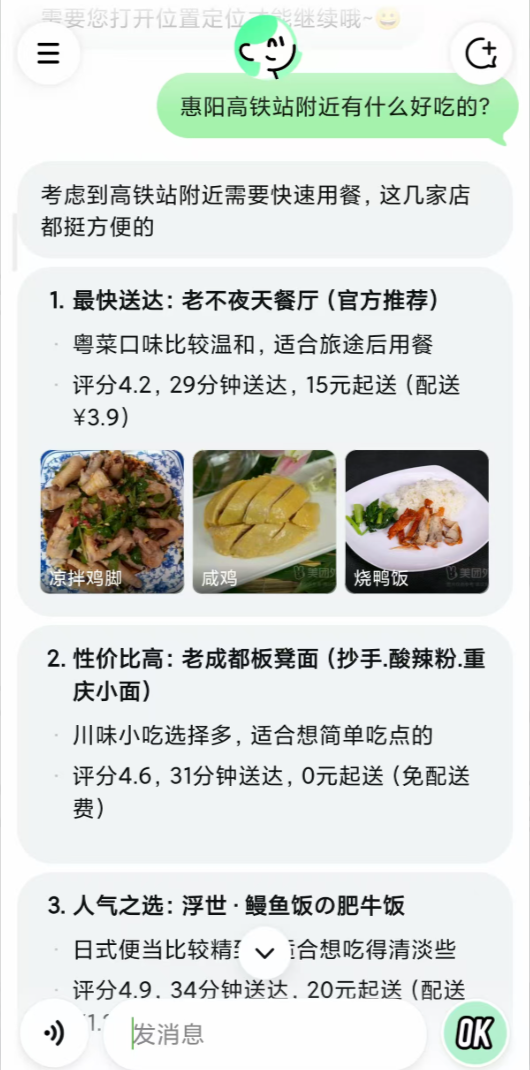 需要您打开位置定位才能继续哦~
惠阳高铁站附近有什么好吃的?
考虑到高铁站附近需要快速用餐, 这几家店
都挺方便的
1. 最快送达: 老不夜天餐厅 (官方推荐)
· 粤菜口味比较温和, 适合旅途后用餐
· 评分4.2, 29分钟送达, 15元起送 (配送
¥3.9)
凉拌鸡脚
咸鸡
美团外
烧鸭饭
美团外
2. 性价比高: 老成都板凳面 (抄手.酸辣粉.重
庆小面)
· 川味小吃选择多, 适合想简单吃点的
· 评分4.6, 31分钟送达, 0元起送 (免配送
费)
3. 人气之选: 浮世 · 鳗鱼饭の肥牛饭
· 日式便当比较精 适合想吃得清淡些
· 评分4.9, 34分钟送达, 20元起送 (配送
发消息
OK